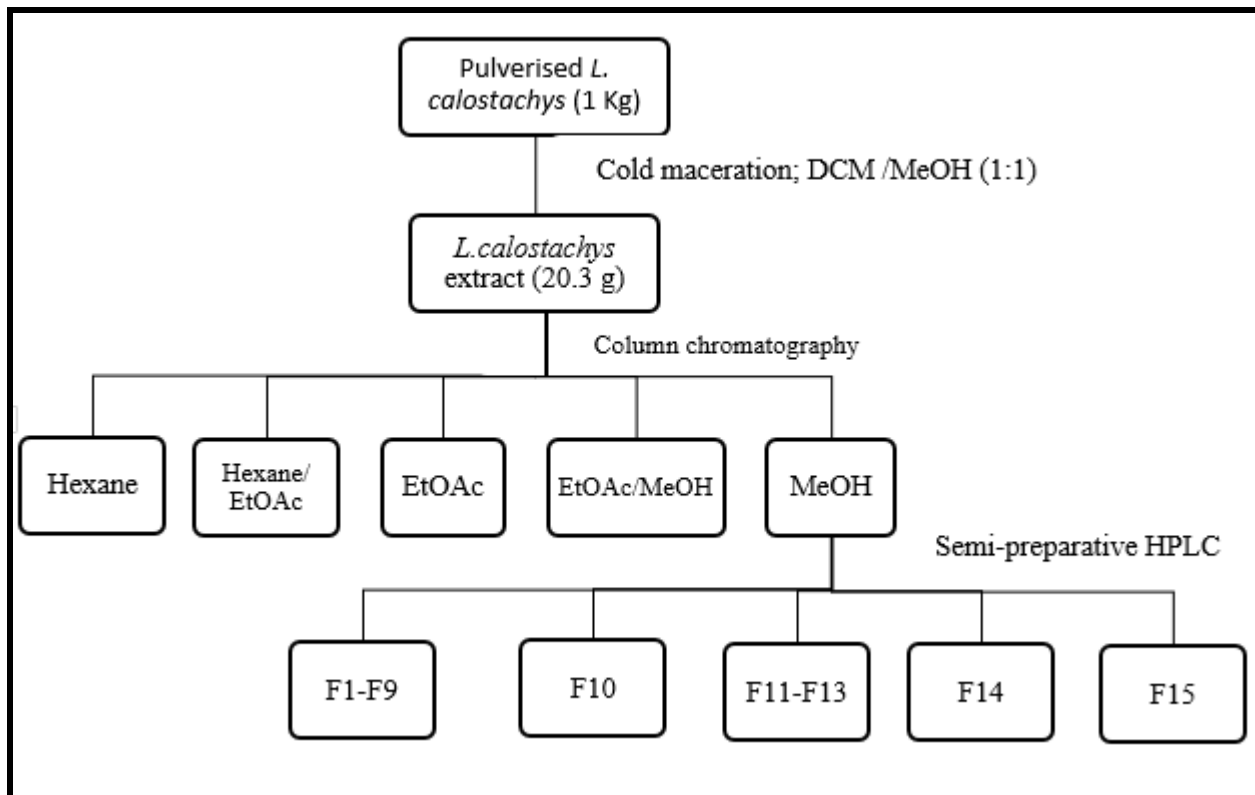 Pulverised L.
calostachys (1 Kg)
Cold maceration; DCM /MeOH (1:1)
L.calostachys
extract (20.3 g)
Column chromatography
Hexane
Hexane/
EtOAc
EtOAc
EtOAc/MeOH
MeOH
Semi-preparative HPLC
F1-F9
F10
F11-F13
F14
F15